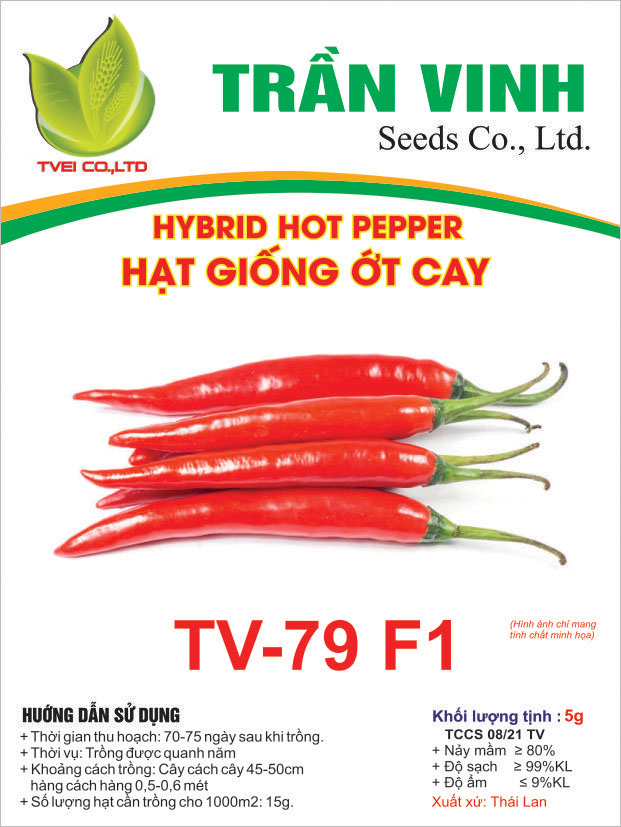 TVEI CO.,LTD
TRẦN VINH
Seeds Co., Ltd.
HYBRID HOT PEPPER
HẠT GIỐNG ỚT CAY
TV-79 F1
(Hình ảnh chỉ mang
tính chất minh họa)
HƯỚNG DẪN SỬ DỤNG
+ Thời gian thu hoạch: 70-75 ngày sau khi trồng.
+ Thời vụ: Trồng được quanh năm
+ Khoảng cách trồng: Cây cách cây 45-50cm
hàng cách hàng 0,5-0,6 mét
+ Số lượng hạt cần trồng cho 1000m2: 15g.
Khối lượng tịnh : 5g
TCCS 08/21 TV
+ Nảy mầm ≥ 80%
+ Độ sạch ≥ 99%KL
+ Độ ẩm ≤ 9%KL
Xuất xứ: Thái Lan